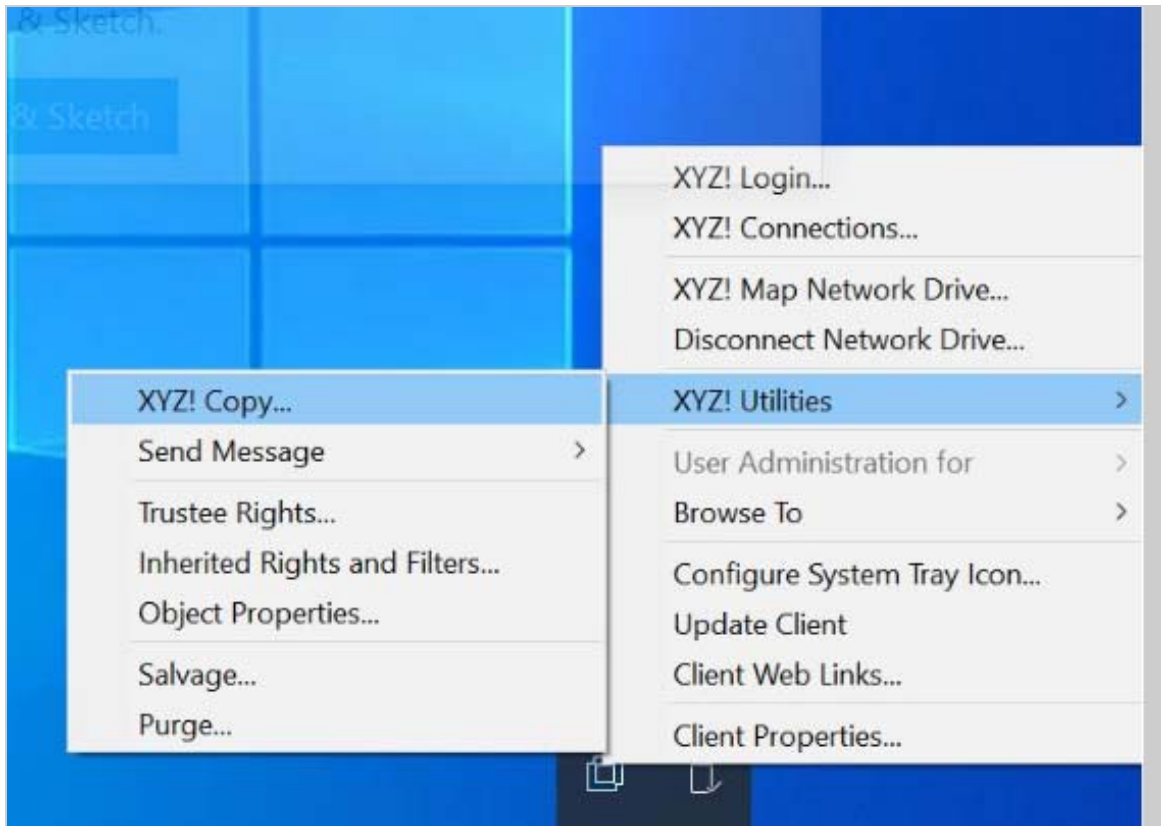 & Sketch.
& Sketch
XYZ! Login...
XYZ! Connections...
XYZ! Map Network Drive...
Disconnect Network Drive...
XYZ! Utilities
User Administration for
Browse To
Configure System Tray Icon...
Update Client
Client Web Links...
Client Properties...
XYZ! Copy...
Send Message
Trustee Rights...
Inherited Rights and Filters...
Object Properties...
Salvage...
Purge...